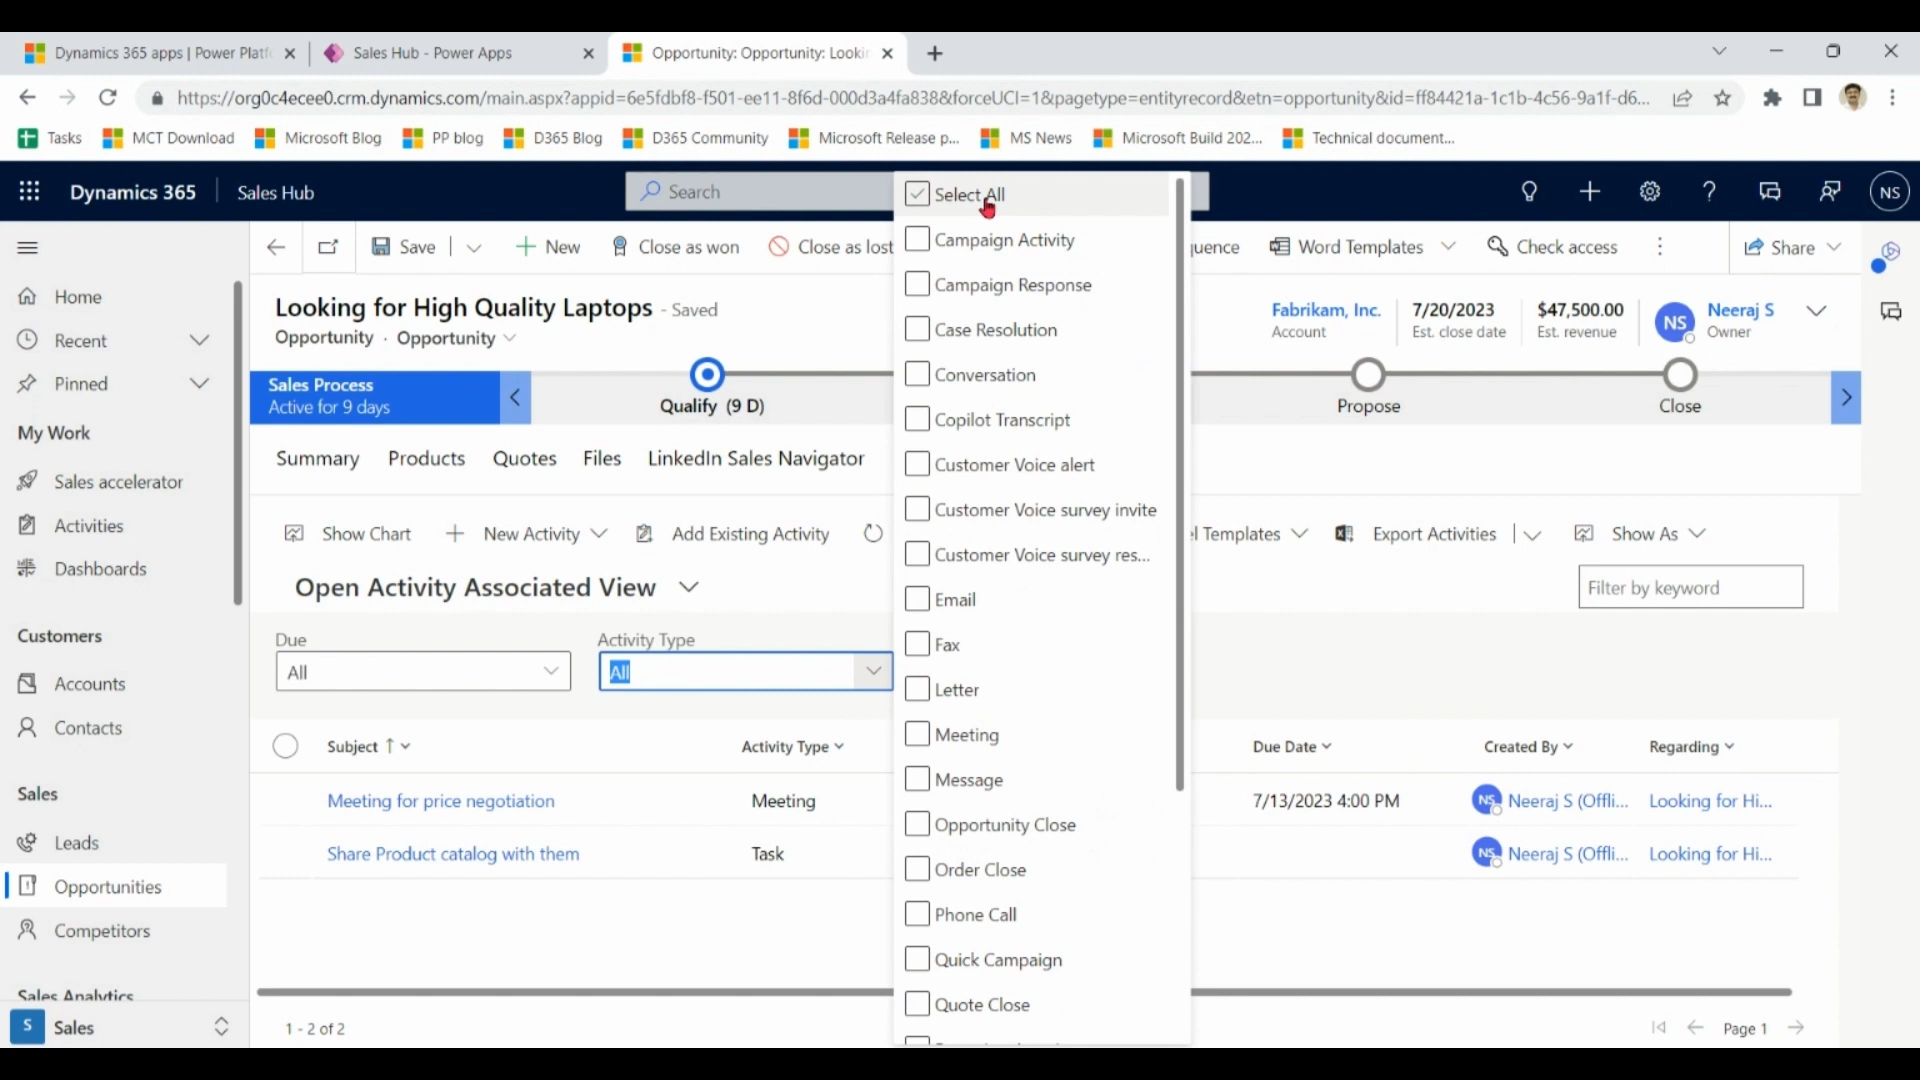 Dynamics 365 apps | Power Platf
Sales Hub - Power Apps
Opportunity: Opportunity: Lookin
https://org0c4ecee0.crm.dynamics.com/main.aspx?appid=6e5fdbf8-f501-ee11-8f6d-000d3a4fa838&forceUCI=1&pagetype=entityrecord&etn=opportunity&id=ff84421a-1c1b-4c56-9a1f-d6...
Tasks MCT Download Microsoft Blog PP blog D365 Blog D365 Community Microsoft Release p... MS News Microsoft Build 202... Technical document...
Dynamics 365 Sales Hub Search NS
Save New Close as won Close as lost quence Word Templates Check access Share
Looking for High Quality Laptops - Saved
Opportunity · Opportunity
Fabrikam, Inc. 7/20/2023 $47,500.00 NS Neeraj S
Account Est. close date Est. revenue Owner
Sales Process
Active for 9 days
Qualify (9 D) Propose Close
Summary Products Quotes Files LinkedIn Sales Navigator
Show Chart New Activity Add Existing Activity el Templates Export Activities Show As
Open Activity Associated View
Filter by keyword
Due Activity Type
All All
Subject Activity Type Due Date Created By Regarding
Meeting for price negotiation Meeting 7/13/2023 4:00 PM NS Neeraj S (Offli... Looking for Hi...
Share Product catalog with them Task NS Neeraj S (Offli... Looking for Hi...
1 - 2 of 2
Page 1
Select All
Campaign Activity
Campaign Response
Case Resolution
Conversation
Copilot Transcript
Customer Voice alert
Customer Voice survey invite
Customer Voice survey res...
Email
Fax
Letter
Meeting
Message
Opportunity Close
Order Close
Phone Call
Quick Campaign
Quote Close
Home
Recent
Pinned
My Work
Sales accelerator
Activities
Dashboards
Customers
Accounts
Contacts
Sales
Leads
Opportunities
Competitors
Sales Analytics
S Sales